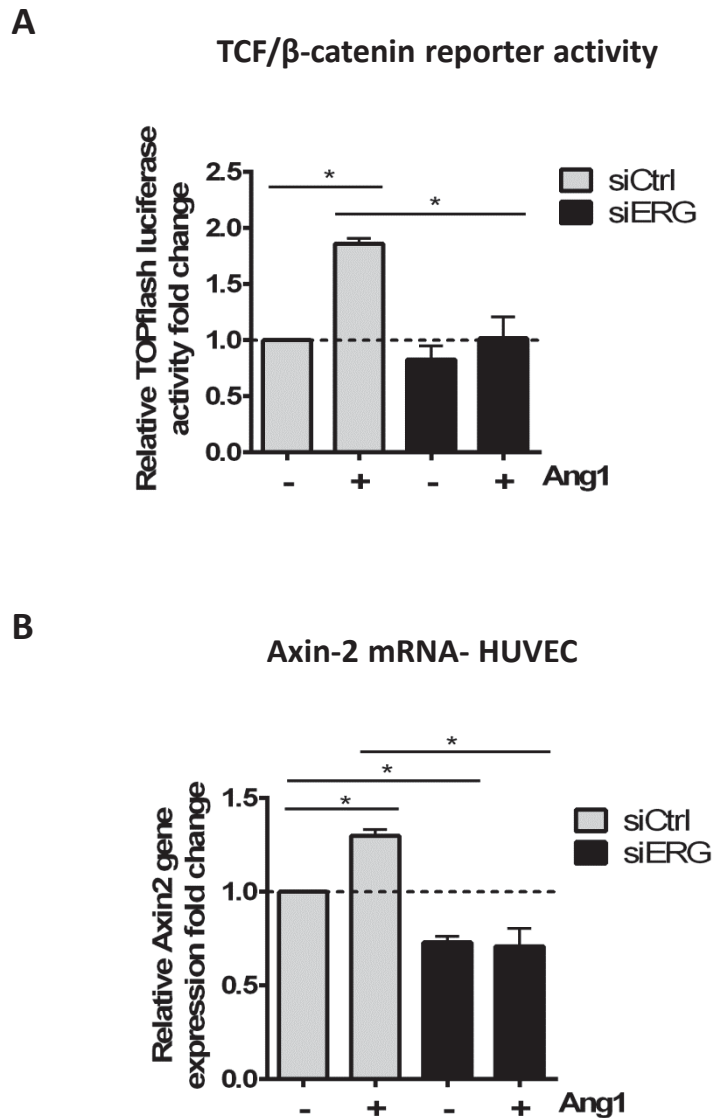 A
TCF/β-catenin reporter activity
Relative TOPflash luciferase
activity fold change
2.5
2.0
1.5
1.0
0.5
0.0
*
*
siCtrl
siERG
- + - + Ang1
B
Axin-2 mRNA- HUVEC
Relative Axin2 gene
expression fold change
1.5
1.0
0.5
0.0
*
*
*
siCtrl
siERG
- + - + Ang1